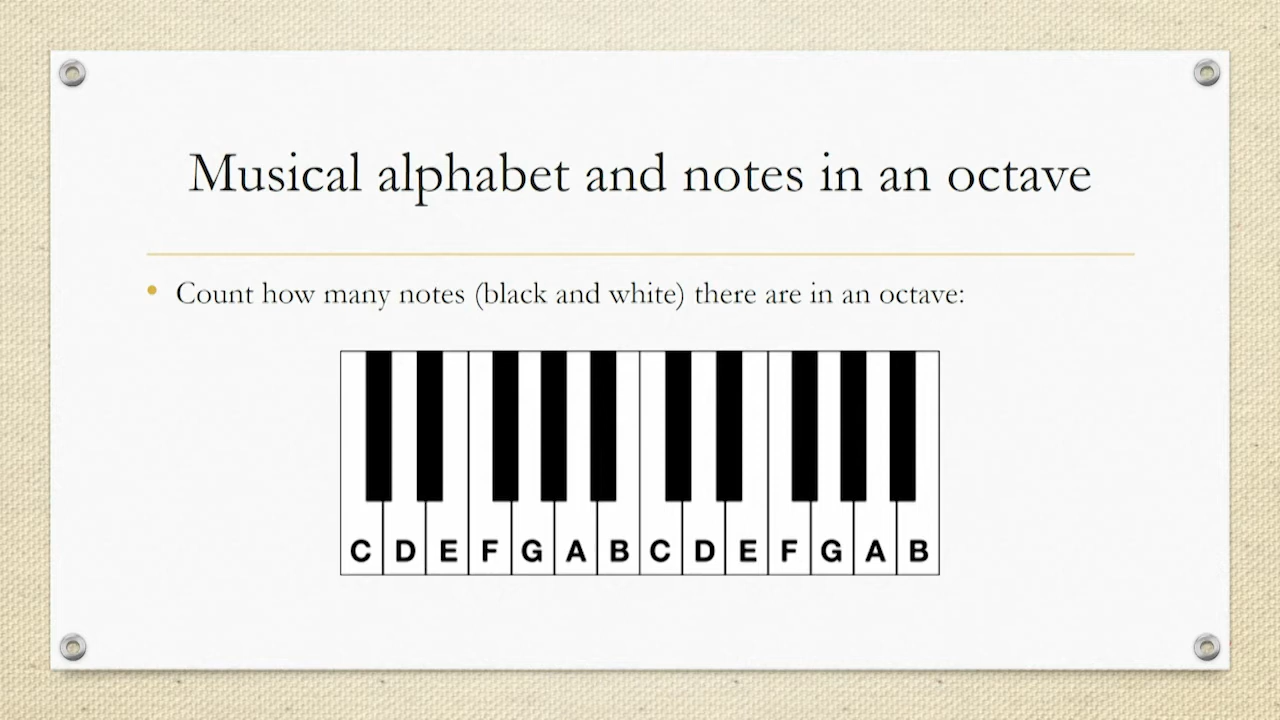 Musical alphabet and notes in an octave
Count how many notes (black and white) there are in an octave:
C D E F G A B C D E F G A B